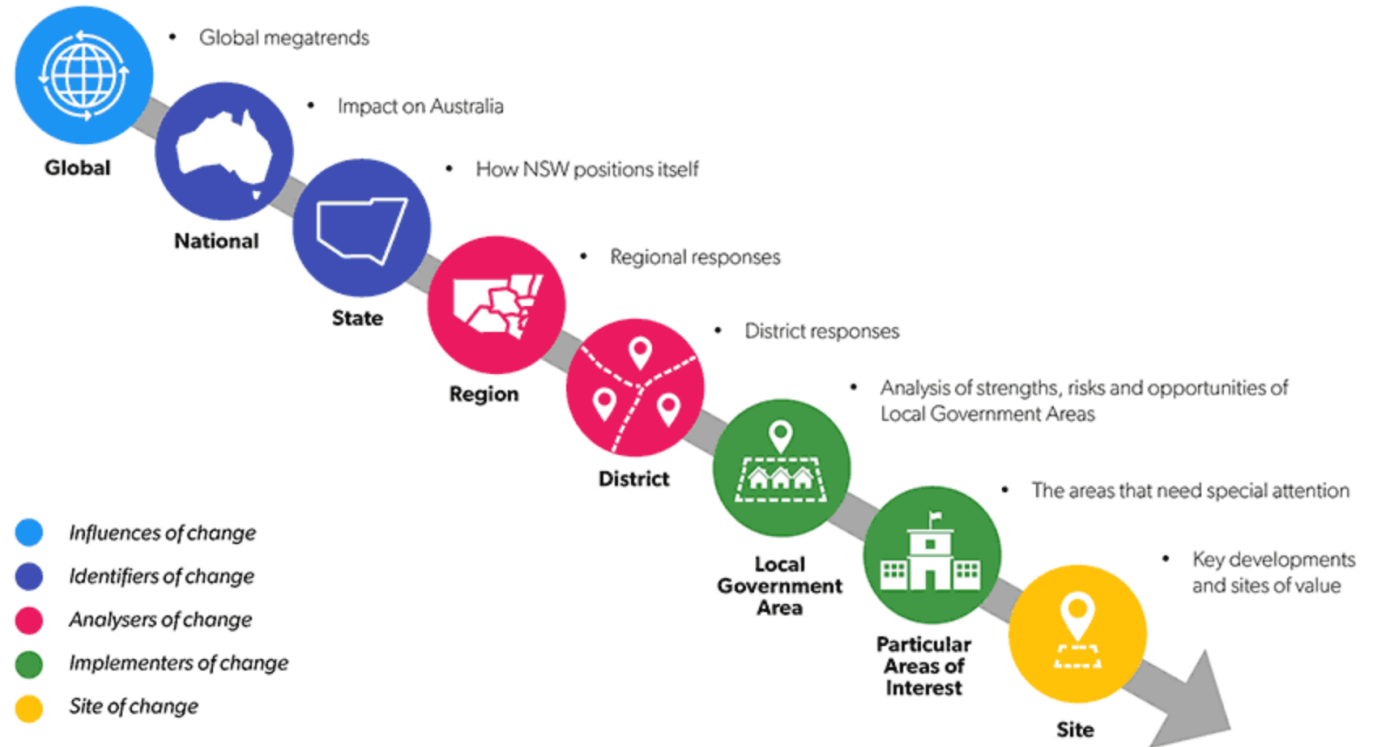 • Global megatrends
Global
• Impact on Australia
National
• How NSW positions itself
State
• Regional responses
Region
• District responses
District
• Analysis of strengths, risks and opportunities of
Local Government Areas
Local
Government
Area
• The areas that need special attention
Particular
Areas of
Interest
• Key developments
and sites of value
Site
Influences of change
Identifiers of change
Analysers of change
Implementers of change
Site of change